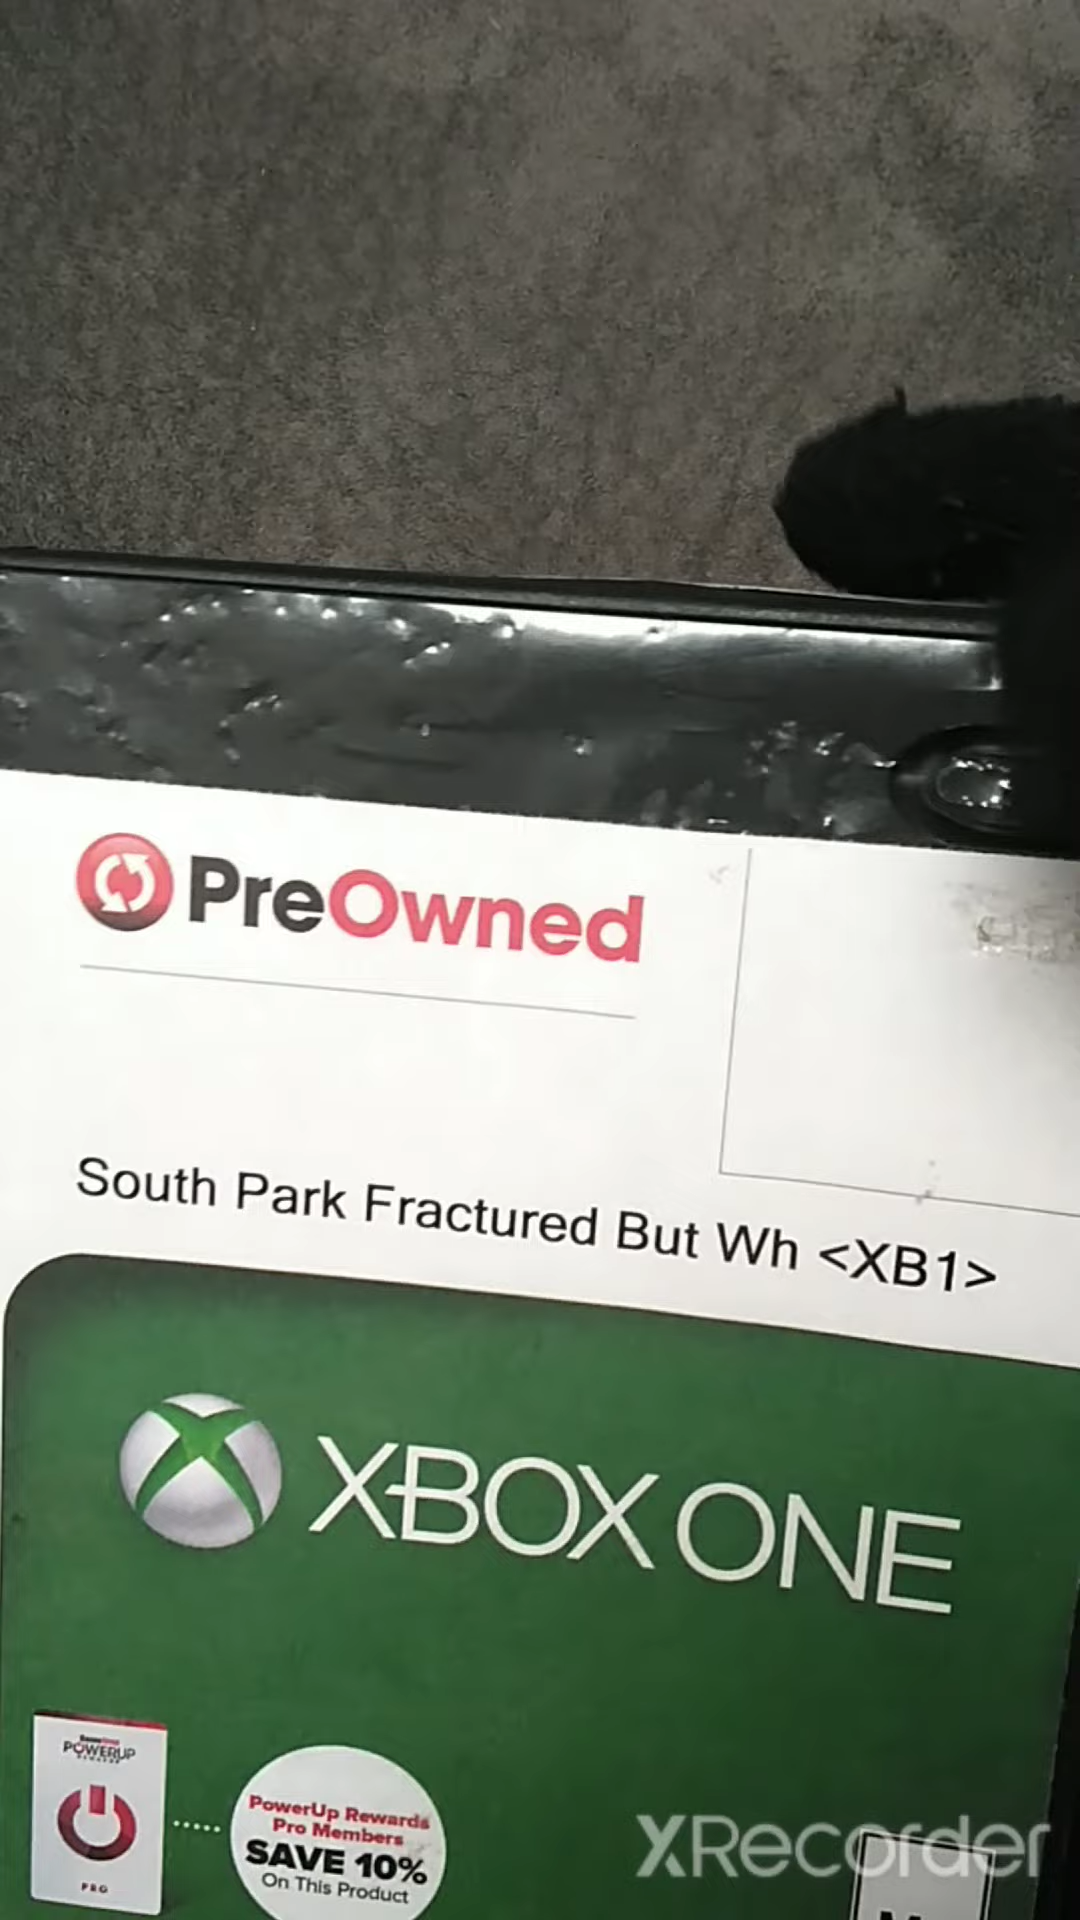 PreOwned
South Park Fractured But Wh <XB1>
XBOX ONE
POWERUP
PRO
PowerUp Rewards
Pro Members
SAVE 10%
On This Product
XRecorder